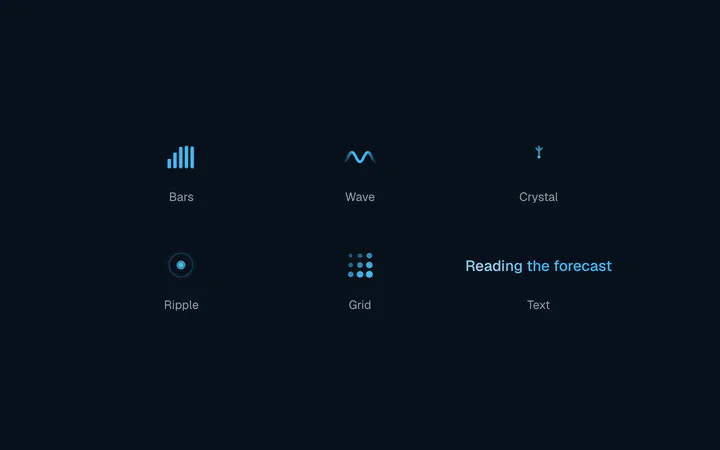 Bars
Wave
Crystal
Reading the forecast
Ripple
Grid
Text